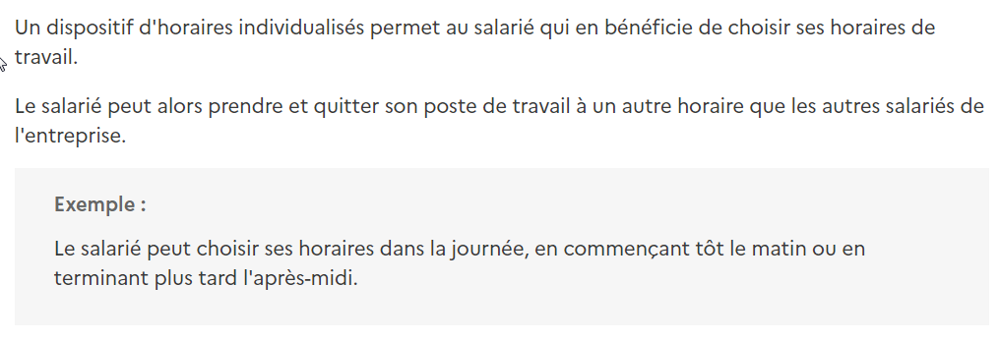 Un dispositif d'horaires individualisés permet au salarié qui en bénéficie de choisir ses horaires de
travail.
Le salarié peut alors prendre et quitter son poste de travail à un autre horaire que les autres salariés de
l'entreprise.
Exemple :
Le salarié peut choisir ses horaires dans la journée, en commençant tôt le matin ou en
terminant plus tard l'après-midi.